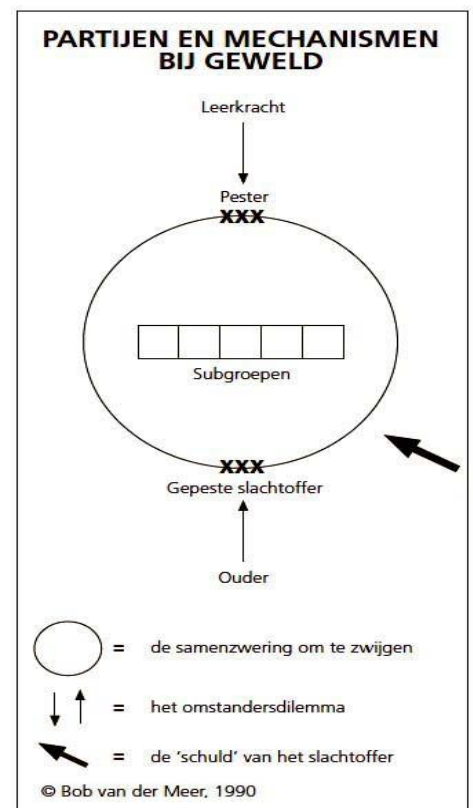 PARTIJEN EN MECHANISMEN
BIJ GEWELD
Leerkracht
Pester
XXX
Subgroepen
XXX
Gepeste slachtoffer
Ouder
= de samenzwering om te zwijgen
= het omstandersdilemma
= de ‘schuld’ van het slachtoffer
© Bob van der Meer, 1990